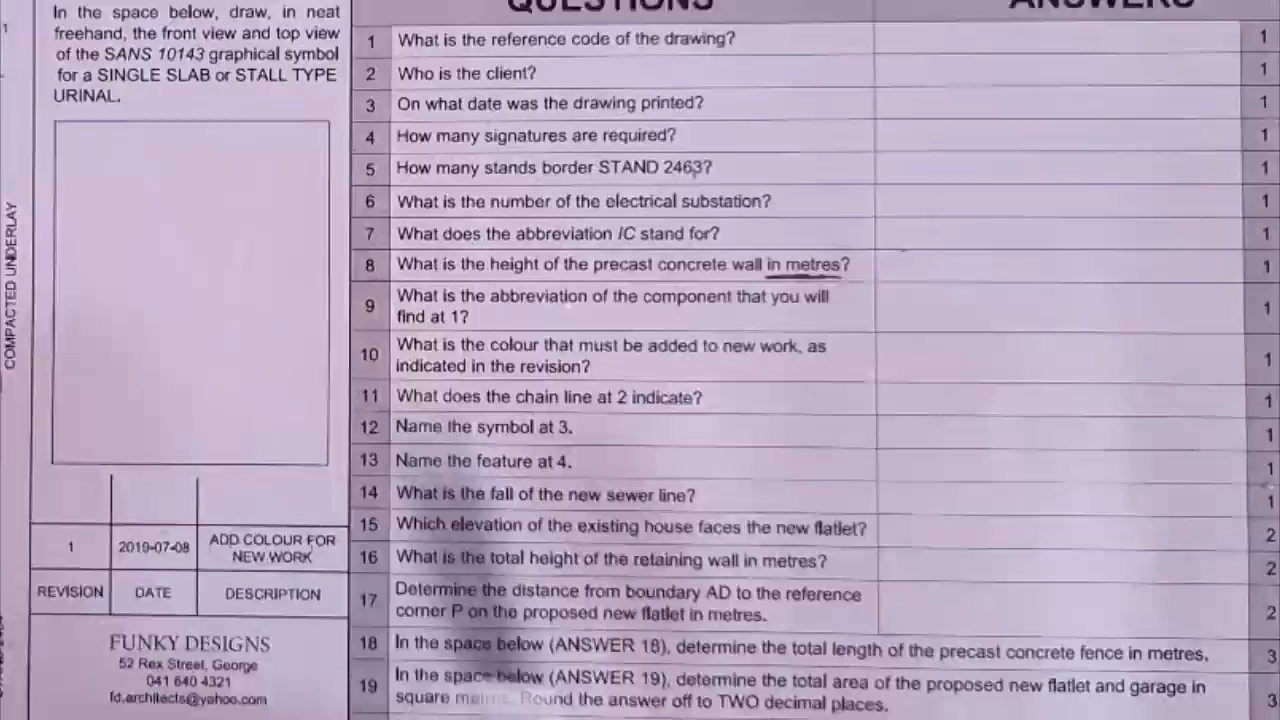 In the space below, draw, in neat
freehand, the front view and top view
of the SANS 10143 graphical symbol
for a SINGLE SLAB or STALL TYPE
URINAL.
COMPACTED UNDERLAY
1 2019-07-08 ADD COLOUR FOR
NEW WORK
REVISION DATE DESCRIPTION
FUNKY DESIGNS
52 Rex Street, George
041 640 4321
fd.architects@yahoo.com
QUESTIONS ANSWERS
1 What is the reference code of the drawing? 1
2 Who is the client? 1
3 On what date was the drawing printed? 1
4 How many signatures are required? 1
5 How many stands border STAND 2463? 1
6 What is the number of the electrical substation? 1
7 What does the abbreviation IC stand for? 1
8 What is the height of the precast concrete wall in metres? 1
9 What is the abbreviation of the component that you will
find at 1? 1
10 What is the colour that must be added to new work, as
indicated in the revision? 1
11 What does the chain line at 2 indicate? 1
12 Name the symbol at 3. 1
13 Name the feature at 4. 1
14 What is the fall of the new sewer line? 1
15 Which elevation of the existing house faces the new flatlet? 2
16 What is the total height of the retaining wall in metres? 2
17 Determine the distance from boundary AD to the reference
corner P on the proposed new flatlet in metres. 2
18 In the space below (ANSWER 18), determine the total length of the precast concrete fence in metres. 3
19 In the space below (ANSWER 19), determine the total area of the proposed new flatlet and garage in
square metres. Round the answer off to TWO decimal places. 3